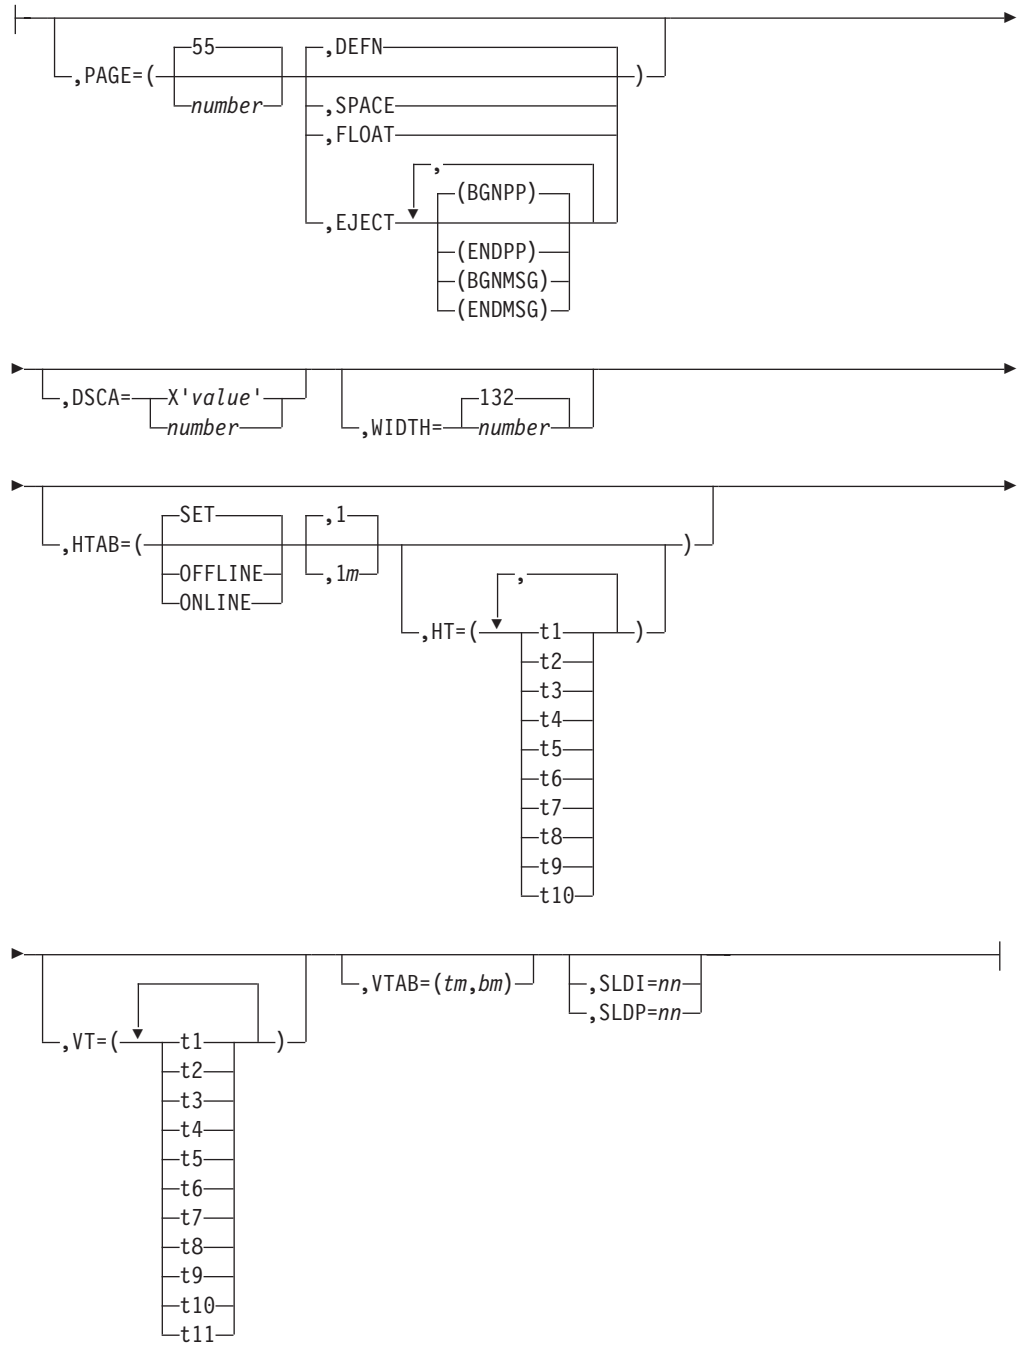 55 ,DEFN
,PAGE=( )
number ,SPACE
,FLOAT
,
(BGNPP)
,EJECT
(ENDPP)
(BGNMSG)
(ENDMSG)
,DSCA= X'value' 132
number ,WIDTH= number
SET ,1
,HTAB=( )
OFFLINE ,1m ,
ONLINE
,HT=( t1 )
t2
t3
t4
t5
t6
t7
t8
t9
t10
,VTAB=(tm,bm) ,SLDI=nn
,SLDP=nn
,VT=( t1 )
t2
t3
t4
t5
t6
t7
t8
t9
t10
t11